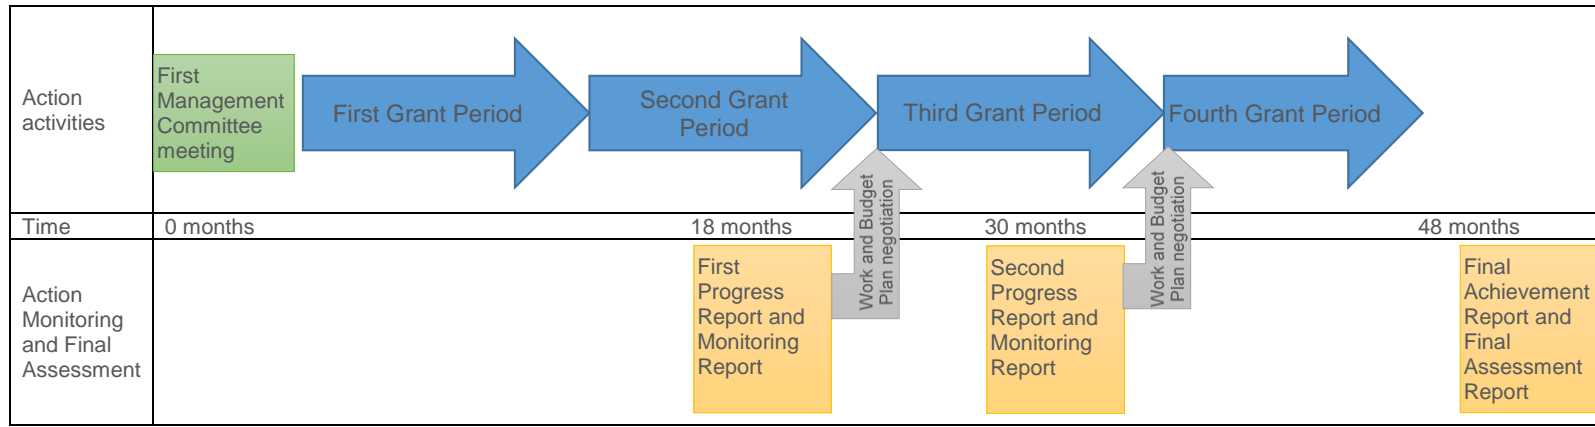 Action
activities
First
Management
Committee
meeting
First Grant Period
Second Grant
Period
Third Grant Period
Fourth Grant Period
Work and Budget
Plan negotiation
Work and Budget
Plan negotiation
Time
0 months
18 months
30 months
48 months
Action
Monitoring
and Final
Assessment
First
Progress
Report and
Monitoring
Report
Second
Progress
Report and
Monitoring
Report
Final
Achievement
Report and
Final
Assessment
Report